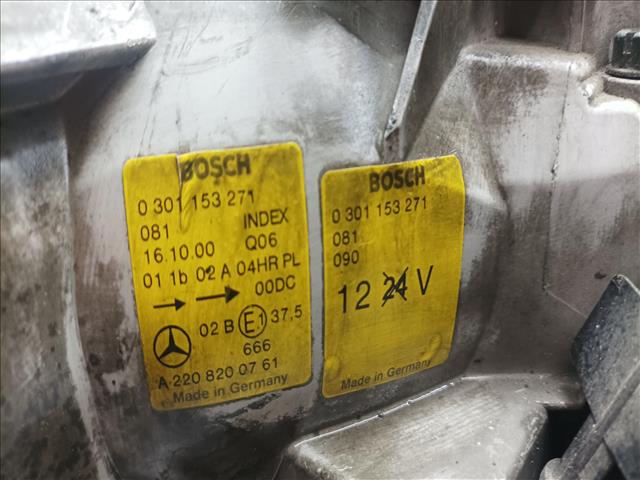 BOSCH
0 301 153 271
081 INDEX
16.10.00 Q06
01 1b 02 A 04HR PL
00DC
02 B E1 37,5
666
A 220 820 07 61
Made in Germany
BOSCH
0 301 153 271
081
090
12 24 V
Made in Germany